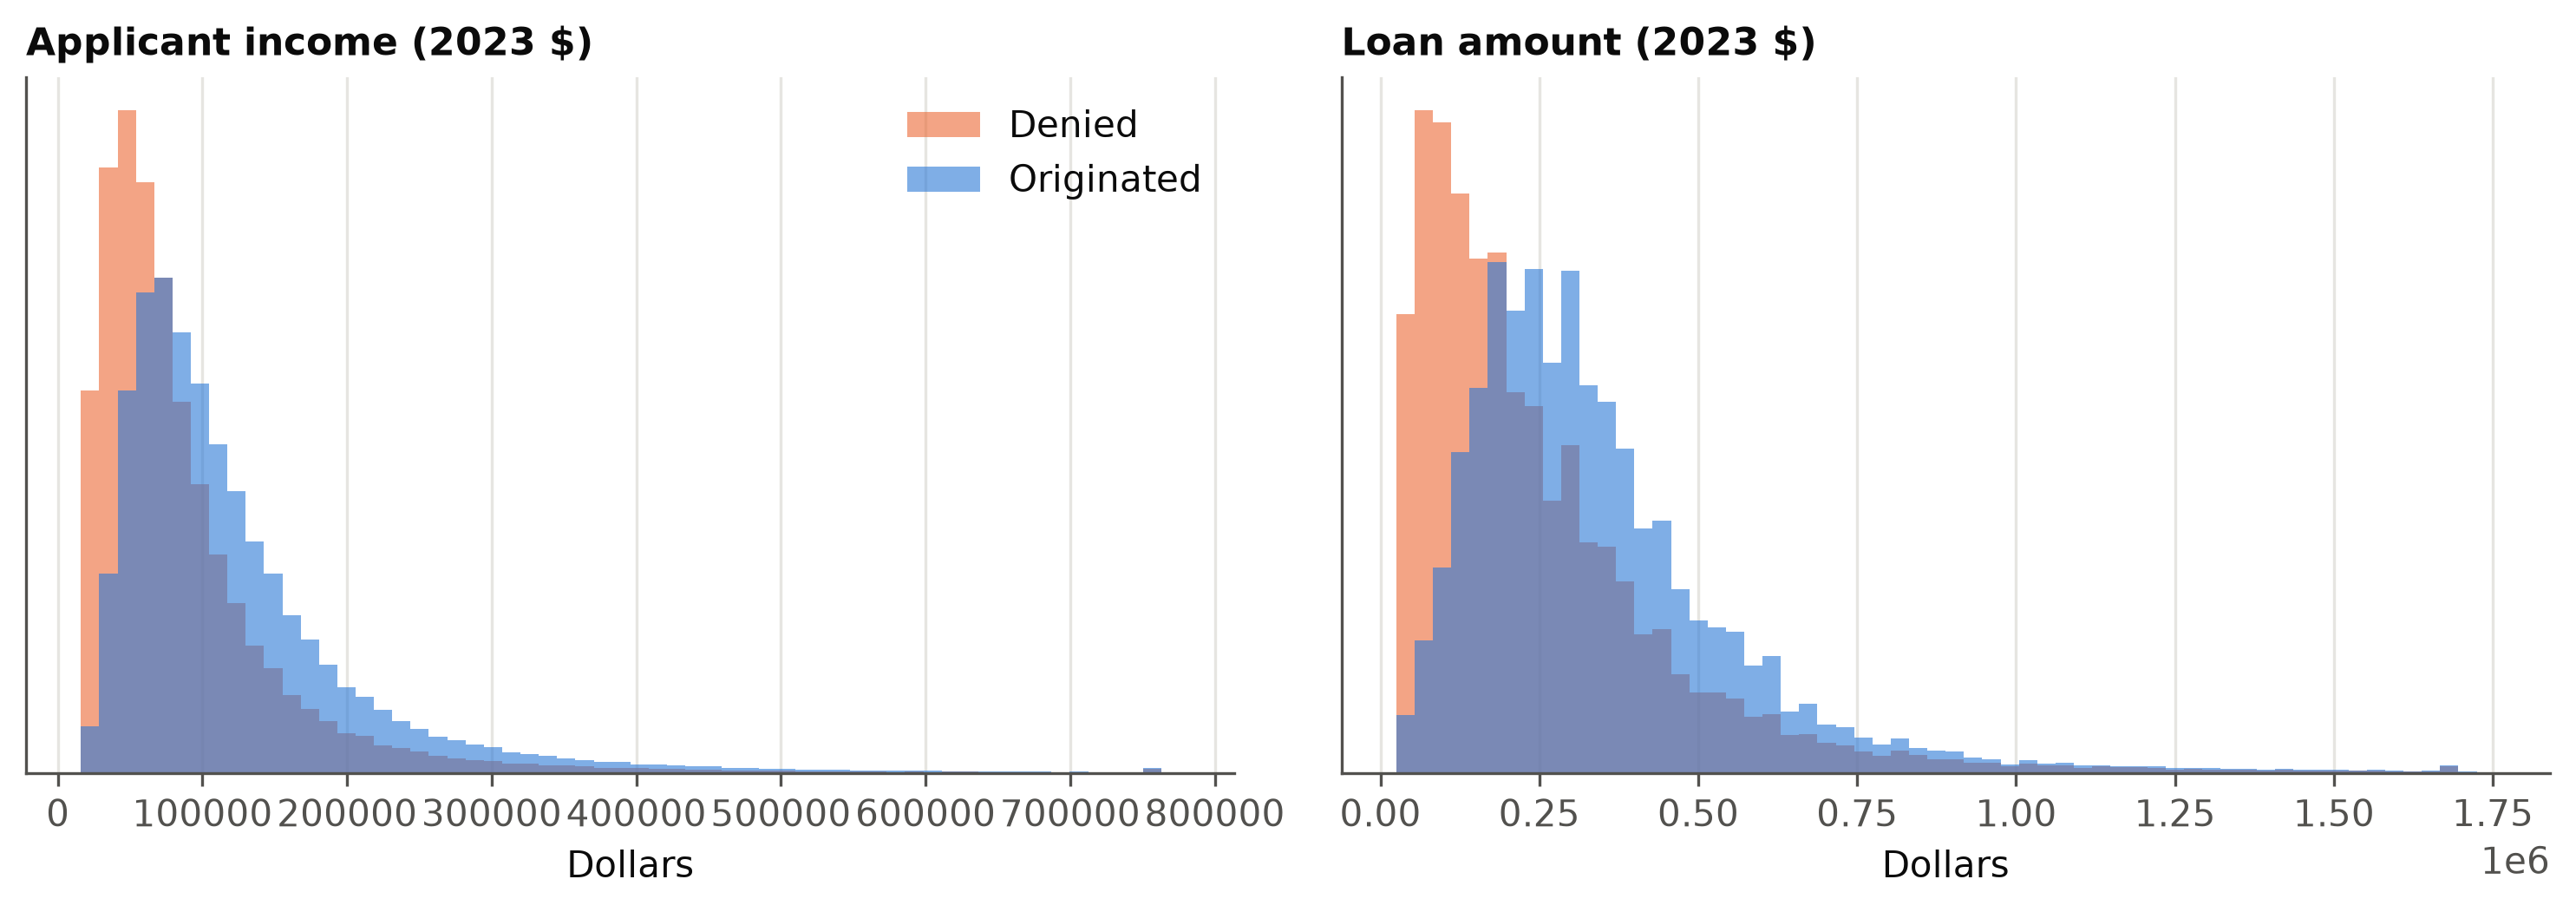 Applicant income (2023 $)
Denied
Originated
0 100000 200000 300000 400000 500000 600000 700000 800000
Dollars
Loan amount (2023 $)
0.00 0.25 0.50 0.75 1.00 1.25 1.50 1.75
1e6
Dollars